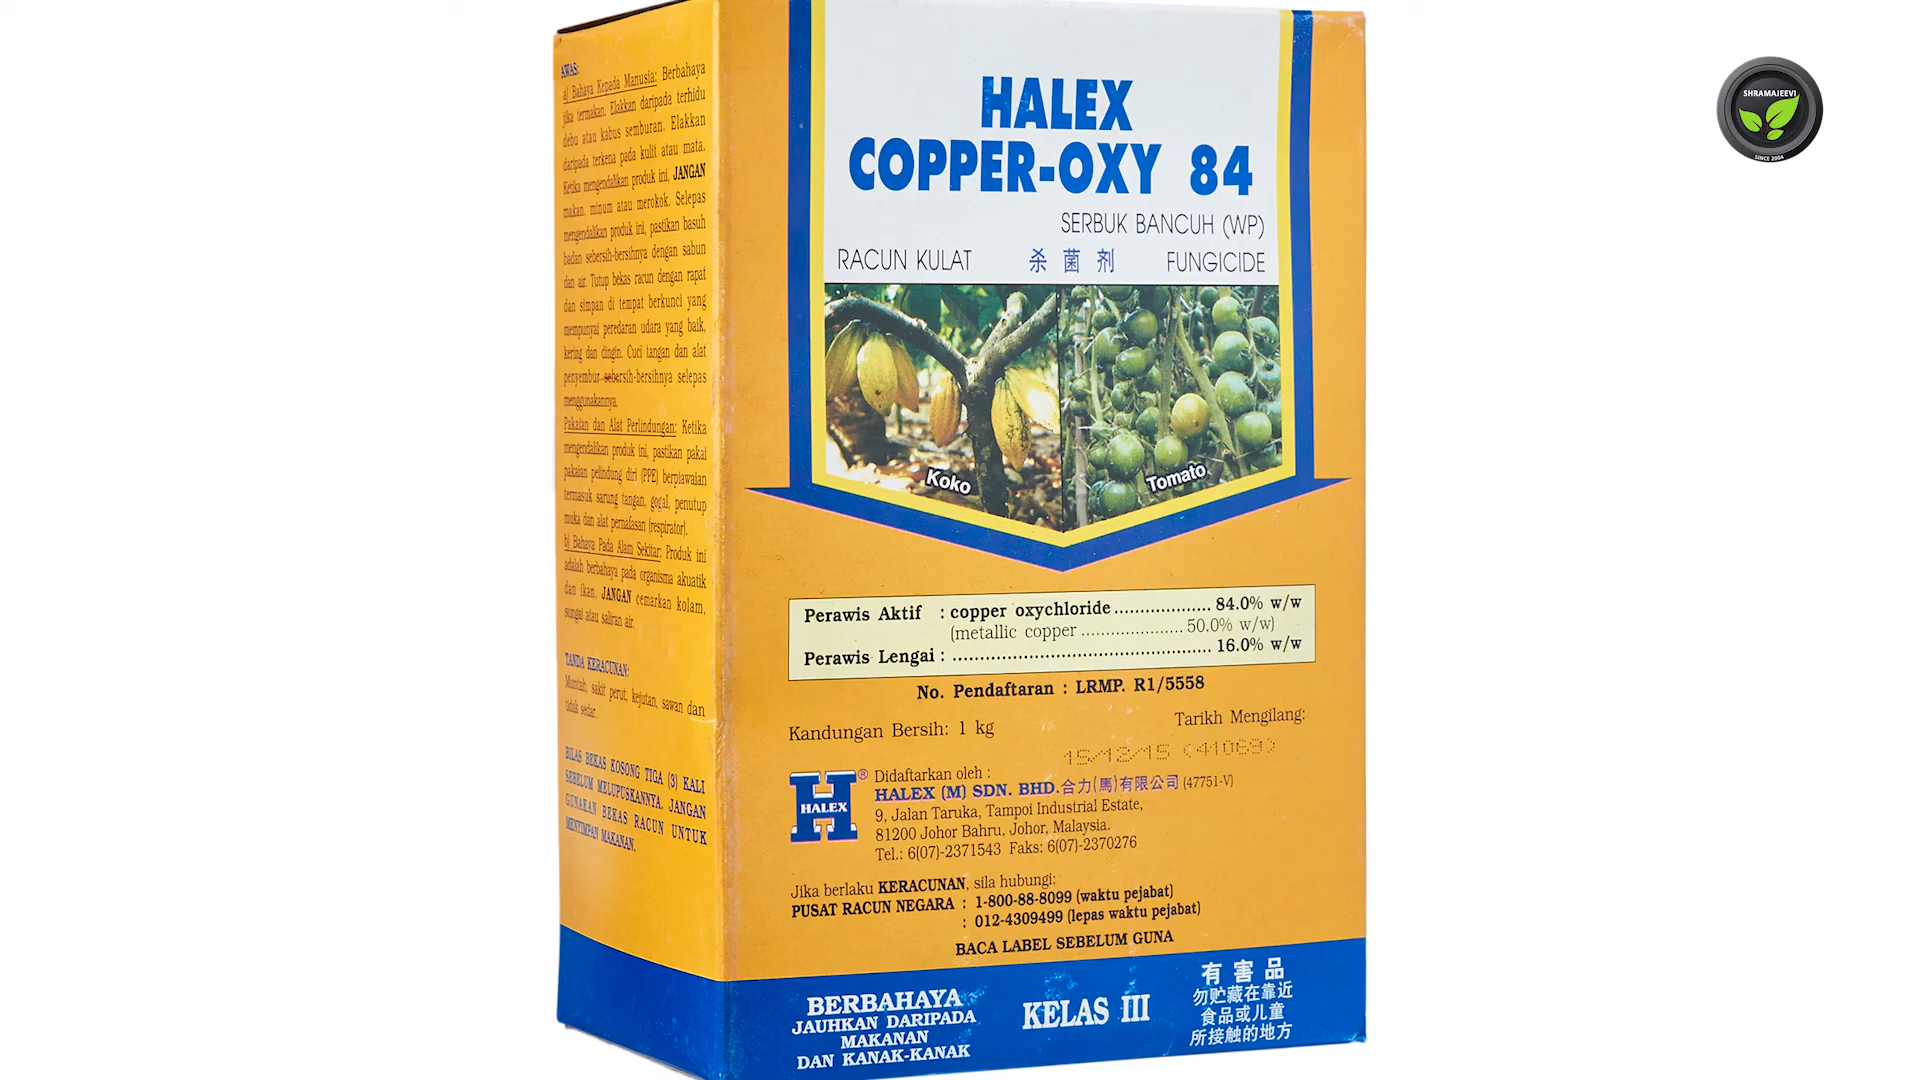 AWAS:
a) Bahaya Kepada Manusia: Berbahaya
jika termakan. Elakkan daripada terhidu
debu atau kabus semburan. Elakkan
daripada terkena pada kulit atau mata.
Ketika mengendalikan produk ini, JANGAN
makan, minum atau merokok. Selepas
mengendalikan produk ini, pastikan basuh
badan sebersih-bersihnya dengan sabun
dan air. Tutup bekas racun dengan rapat
dan simpan di tempat berkunci yang
mempunyai peredaran udara yang baik,
kering dan dingin. Cuci tangan dan alat
penyembur sebersih-bersihnya selepas
menggunakannya.
Pakaian dan Alat Perlindungan: Ketika
mengendalikan produk ini, pastikan pakai
pakaian pelindung diri (PPE) berpiawaian
termasuk sarung tangan, gogal, penutup
muka dan alat pernafasan (respirator).
b) Bahaya Pada Alam Sekitar: Produk ini
adalah berbahaya pada organisma akuatik
dan ikan. JANGAN cemarkan kolam,
sungai atau saliran air.
TANDA KERACUNAN:
Muntah, sakit perut, kejutan, sawan dan
tidak sedar.
BILAS BEKAS KOSONG TIGA (3) KALI
SEBELUM MELUPUSKANNYA. JANGAN
GUNAKAN BEKAS RACUN UNTUK
MENYIMPAN MAKANAN.
HALEX
COPPER-OXY 84
SERBUK BANCUH (WP)
RACUN KULAT 杀菌剂 FUNGICIDE
Koko
Tomato
Perawis Aktif : copper oxychloride ................... 84.0% w/w
(metallic copper ..................... 50.0% w/w)
Perawis Lengai : .................................................. 16.0% w/w
No. Pendaftaran : LRMP. R1/5558
Kandungan Bersih: 1 kg
Tarikh Mengilang:
15/12/15 (41069)
HALEX ®
Didaftarkan oleh :
HALEX (M) SDN. BHD. 合力(馬)有限公司 (47751-V)
9, Jalan Taruka, Tampoi Industrial Estate,
81200 Johor Bahru, Johor, Malaysia.
Tel.: 6(07)-2371543 Faks: 6(07)-2370276
Jika berlaku KERACUNAN, sila hubungi:
PUSAT RACUN NEGARA : 1-800-88-8099 (waktu pejabat)
: 012-4309499 (lepas waktu pejabat)
BACA LABEL SEBELUM GUNA
BERBAHAYA
JAUHKAN DARIPADA
MAKANAN
DAN KANAK-KANAK
KELAS III
有害品
勿贮藏在靠近
食品或儿童
所接触的地方
SHRAMAJEEVI
SINCE 2004